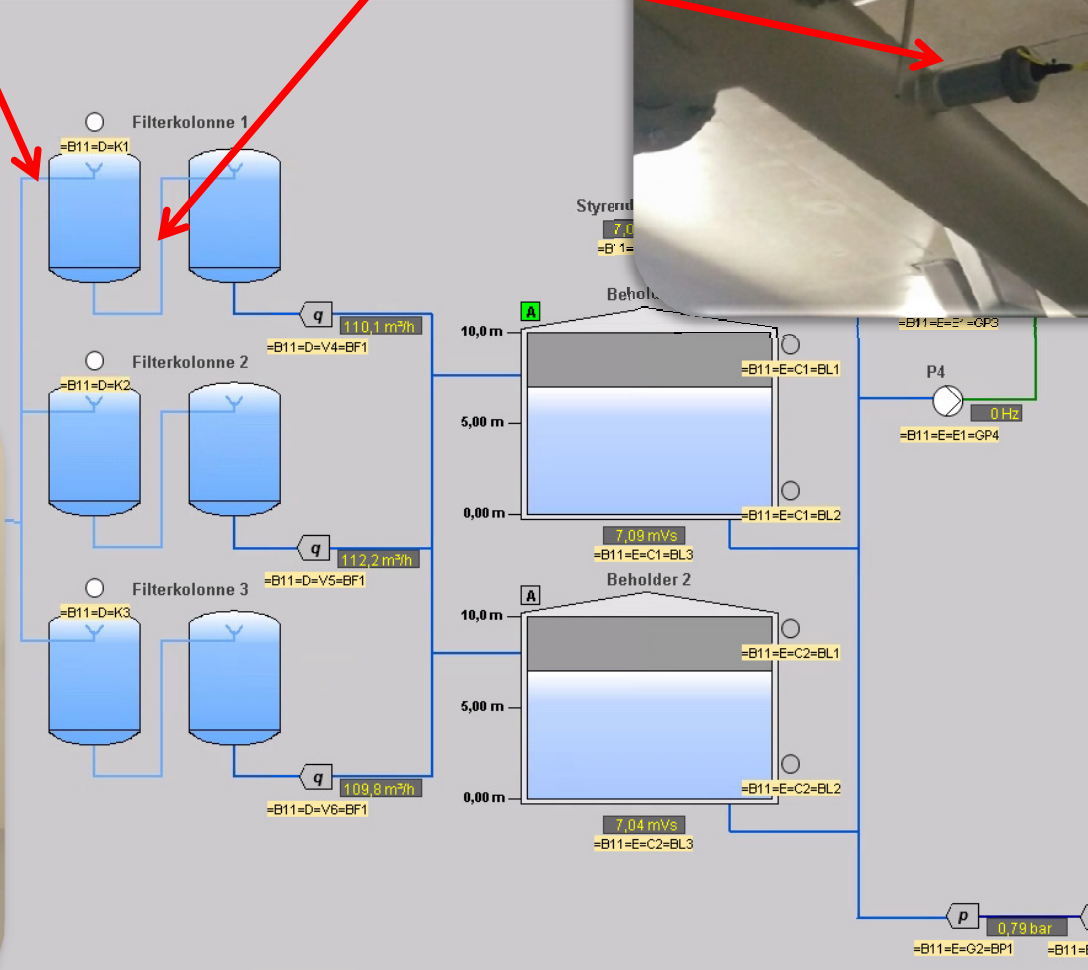 Filterkolonne 1
=B11=D=K1
q
110,1 m³/h
=B11=D=V4=BF1
Filterkolonne 2
=B11=D=K2
q
112,2 m³/h
=B11=D=V5=BF1
Filterkolonne 3
=B11=D=K3
q
109,8 m³/h
=B11=D=V6=BF1
A
10,0 m
5,00 m
0,00 m
=B11=E=C1=BL1
=B11=E=C1=BL2
7,09 mVs
=B11=E=C1=BL3
Beholder 2
A
10,0 m
5,00 m
0,00 m
=B11=E=C2=BL1
=B11=E=C2=BL2
7,04 mVs
=B11=E=C2=BL3
=B11=E=E1=GP3
P4
0 Hz
=B11=E=E1=GP4
p
0,79 bar
=B11=E=G2=BP1